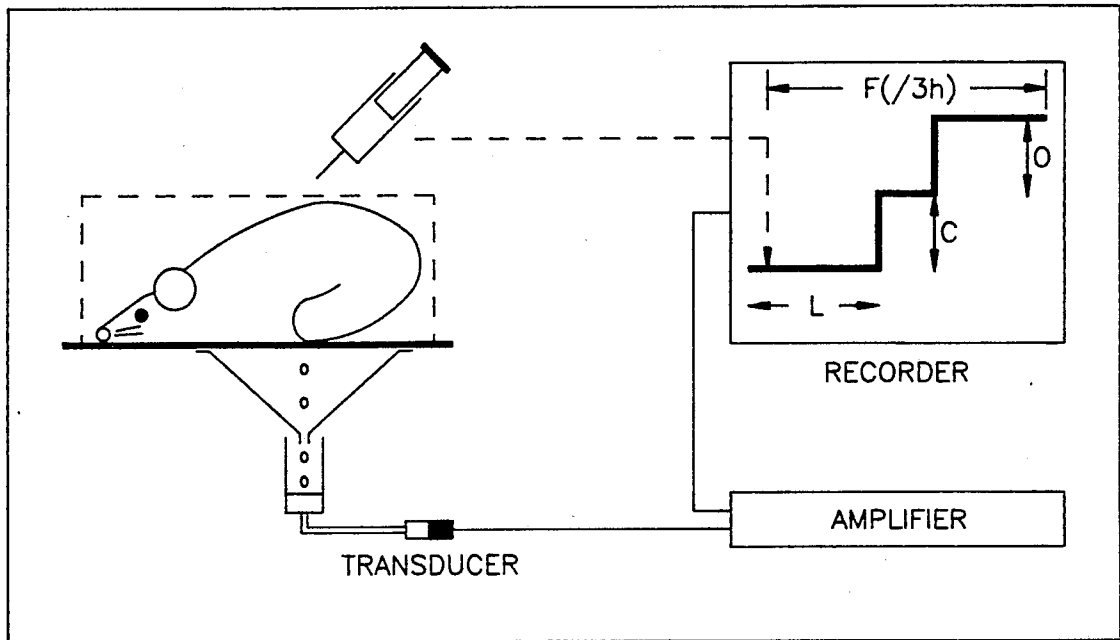 F(/3h)
O
C
L
RECORDER
AMPLIFIER
TRANSDUCER